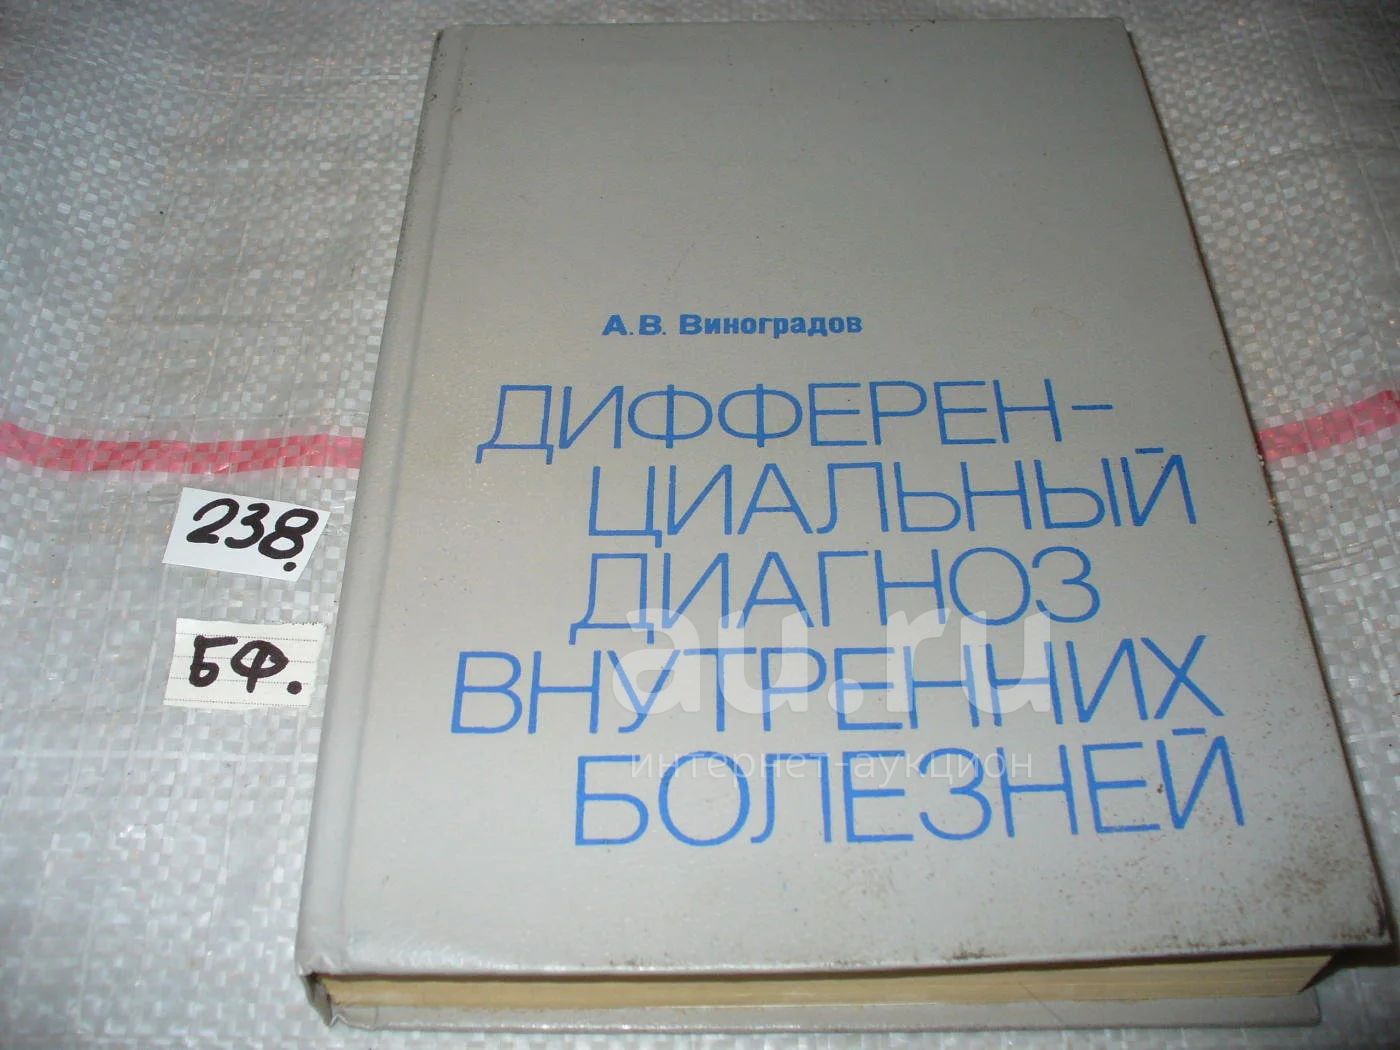 А. В. Виноградов
ДИФФЕРЕН-
ЦИАЛЬНЫЙ
ДИАГНОЗ
ВНУТРЕННИХ
БОЛЕЗНЕЙ
238.
БФ.
au.ru
интернет-аукцион